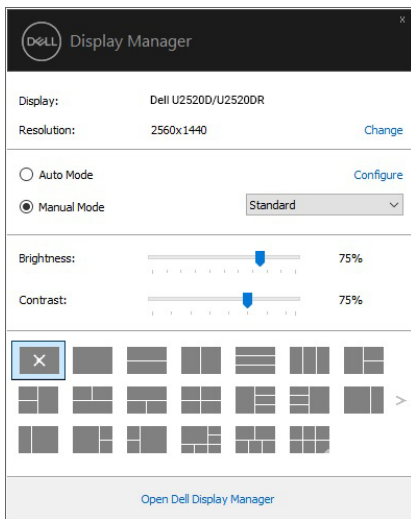 x
DELL Display Manager
Display: Dell U2520D/U2520DR
Resolution: 2560x1440 Change
Auto Mode Configure
Manual Mode Standard
Brightness: 75%
Contrast: 75%
Open Dell Display Manager